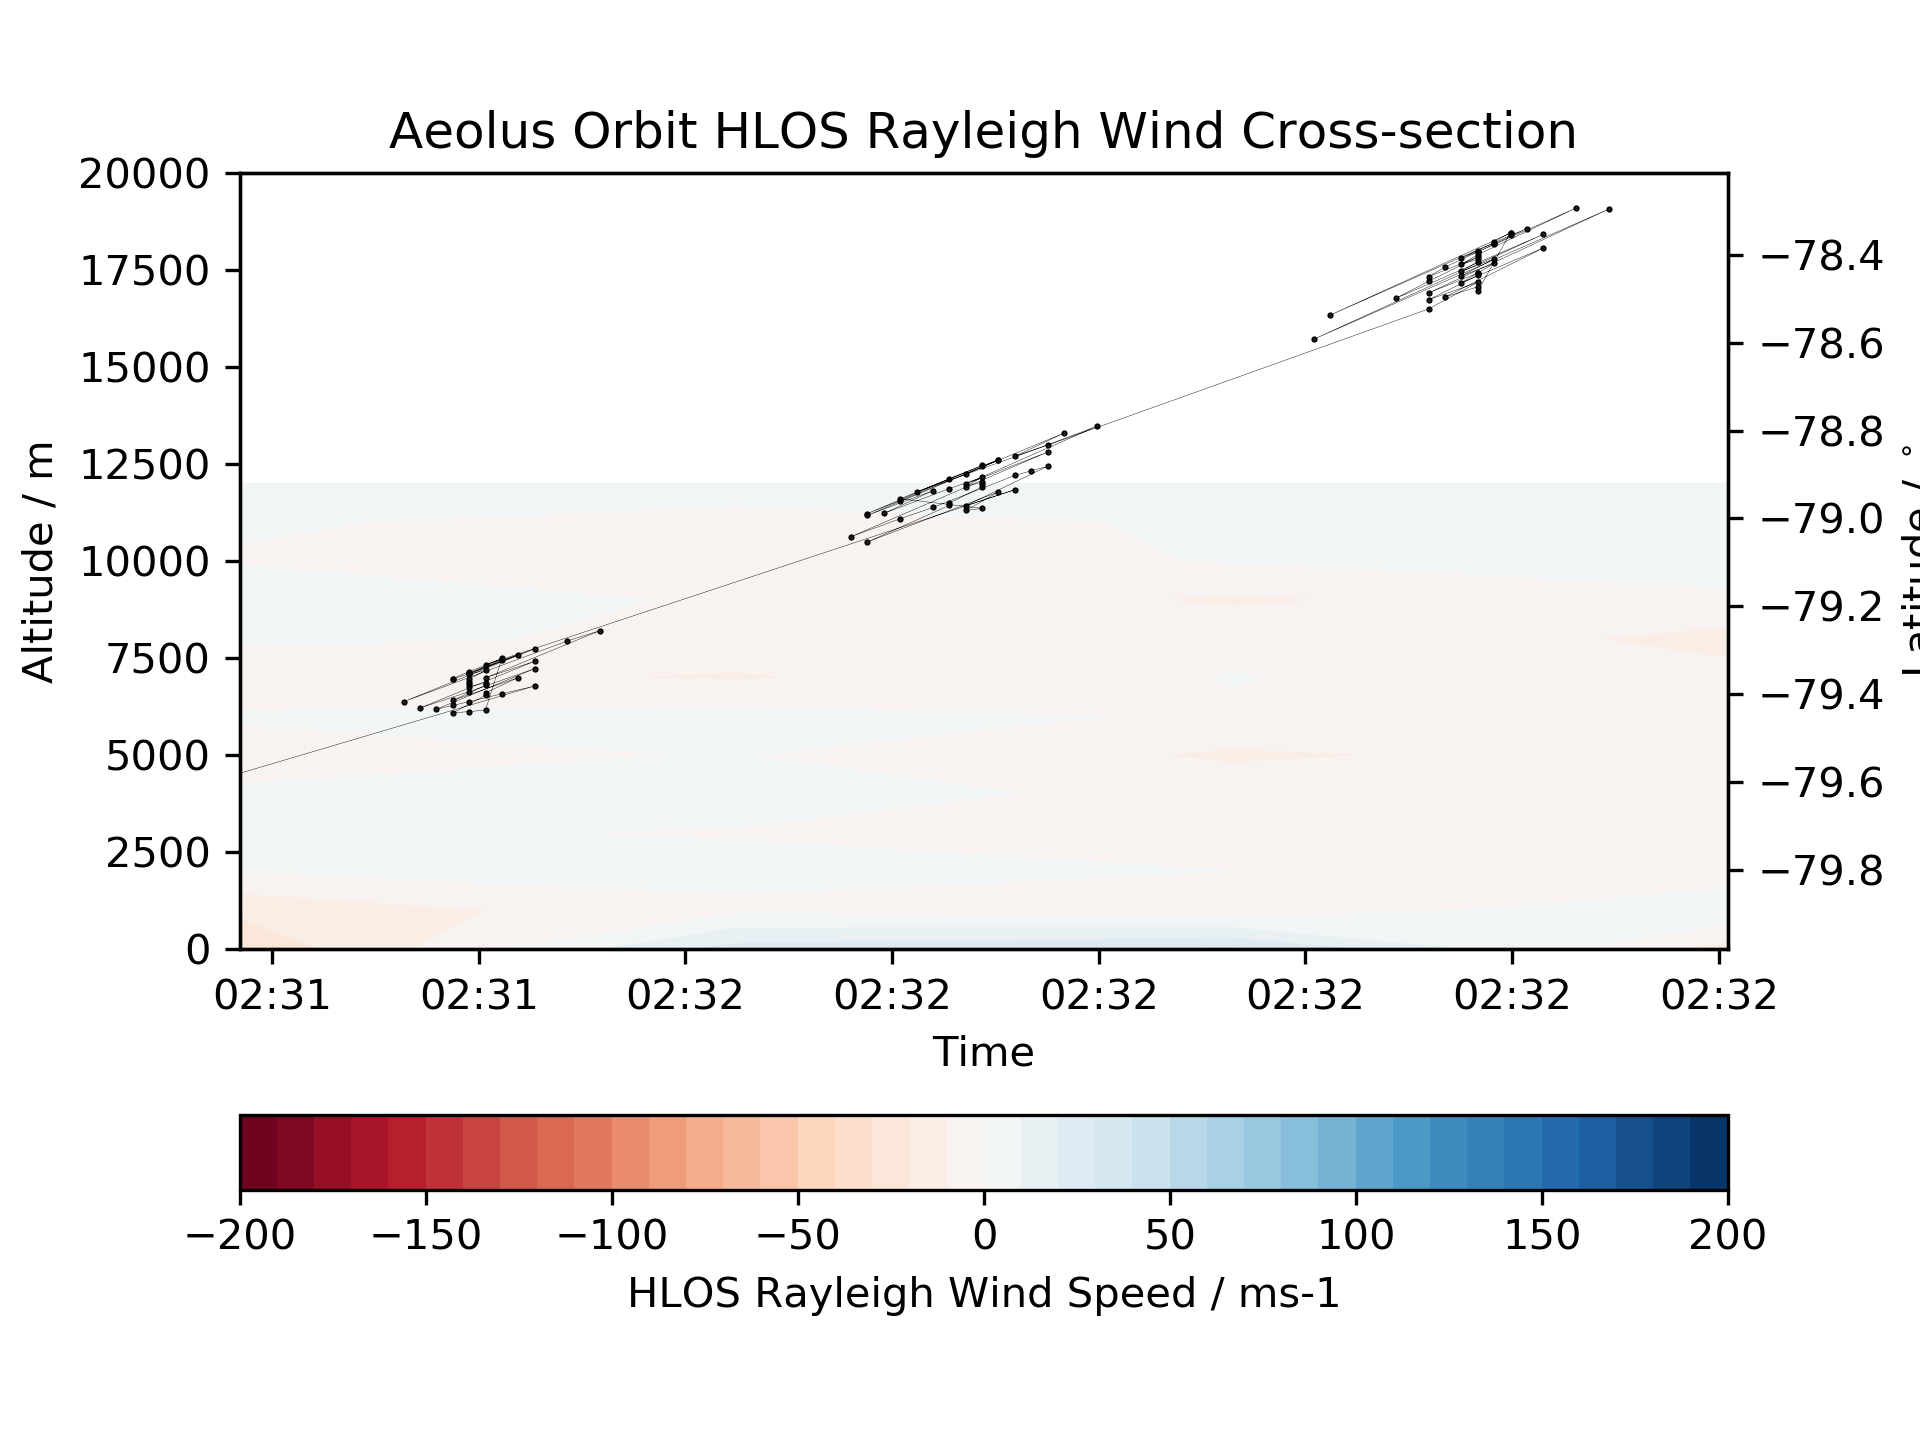 Aeolus Orbit HLOS Rayleigh Wind Cross-section
20000
17500
15000
12500
10000
7500
5000
2500
0
Altitude / m
−78.4
−78.6
−78.8
−79.0
−79.2
−79.4
−79.6
−79.8
Latitude / °
02:31 02:31 02:32 02:32 02:32 02:32 02:32 02:32
Time
−200 −150 −100 −50 0 50 100 150 200
HLOS Rayleigh Wind Speed / ms-1